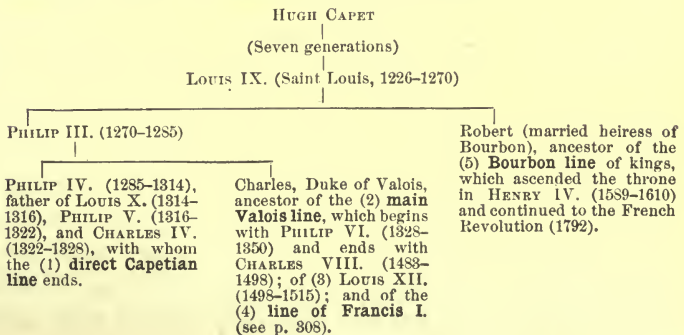 HUGH CAPET
(Seven generations)
LOUIS IX. (Saint Louis, 1226-1270)
PHILIP III. (1270-1285)
PHILIP IV. (1285-1314),
father of LOUIS X. (1314-
1316), PHILIP V. (1316-
1322), and CHARLES IV.
(1322-1328), with whom
the (1) direct Capetian
line ends.
Charles, Duke of Valois,
ancestor of the (2) main
Valois line, which begins
with PHILIP VI. (1328-
1350) and ends with
CHARLES VIII. (1483-
1498); of (3) LOUIS XII.
(1498-1515); and of the
(4) line of Francis I.
(see p. 308).
Robert (married heiress of
Bourbon), ancestor of the
(5) Bourbon line of kings,
which ascended the throne
in HENRY IV. (1589-1610)
and continued to the French
Revolution (1792).